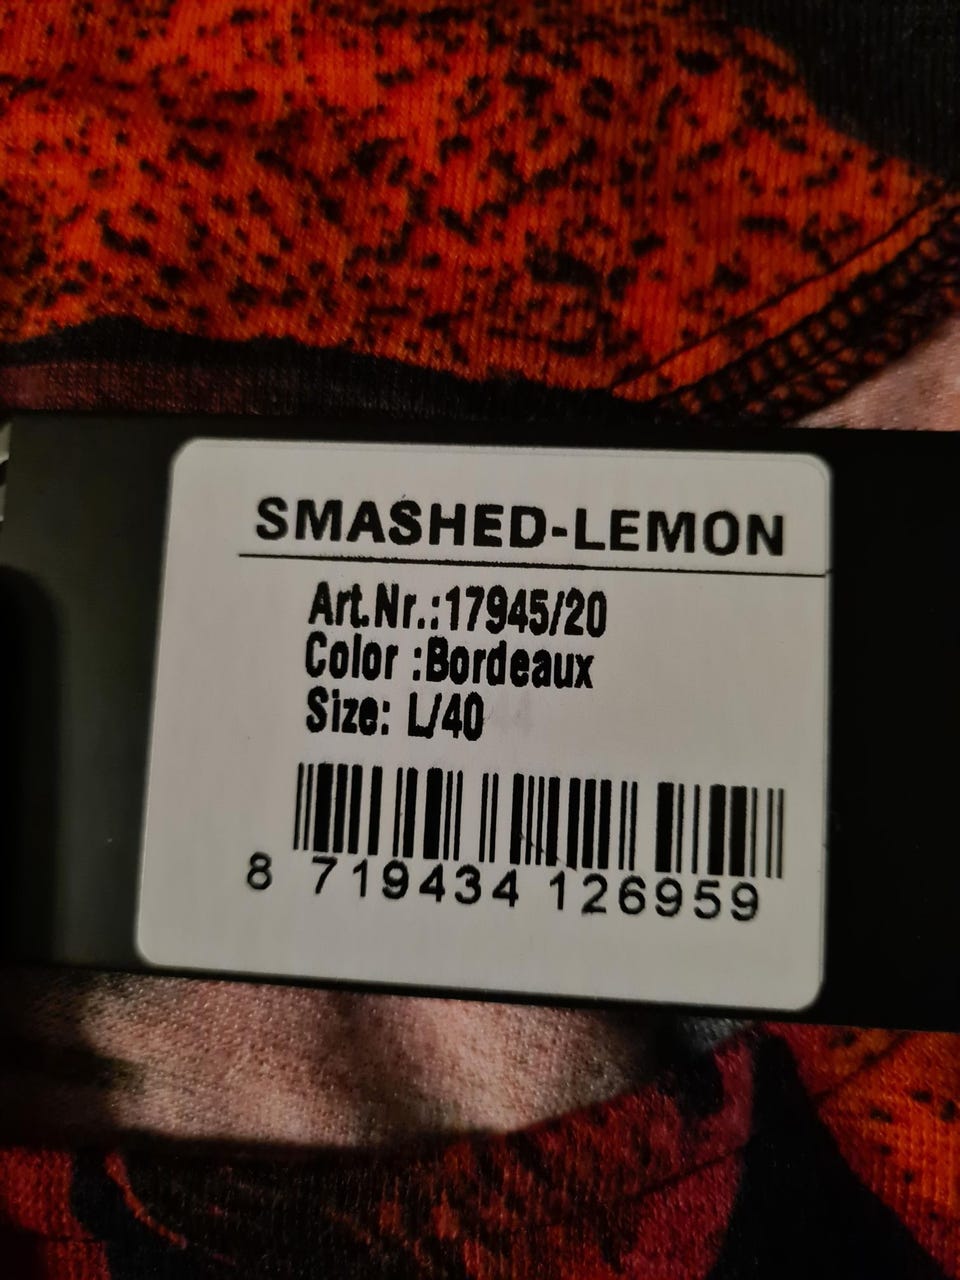 SMASHED-LEMON
Art.Nr.:17945/20
Color :Bordeaux
Size: L/40
8 719434 126959